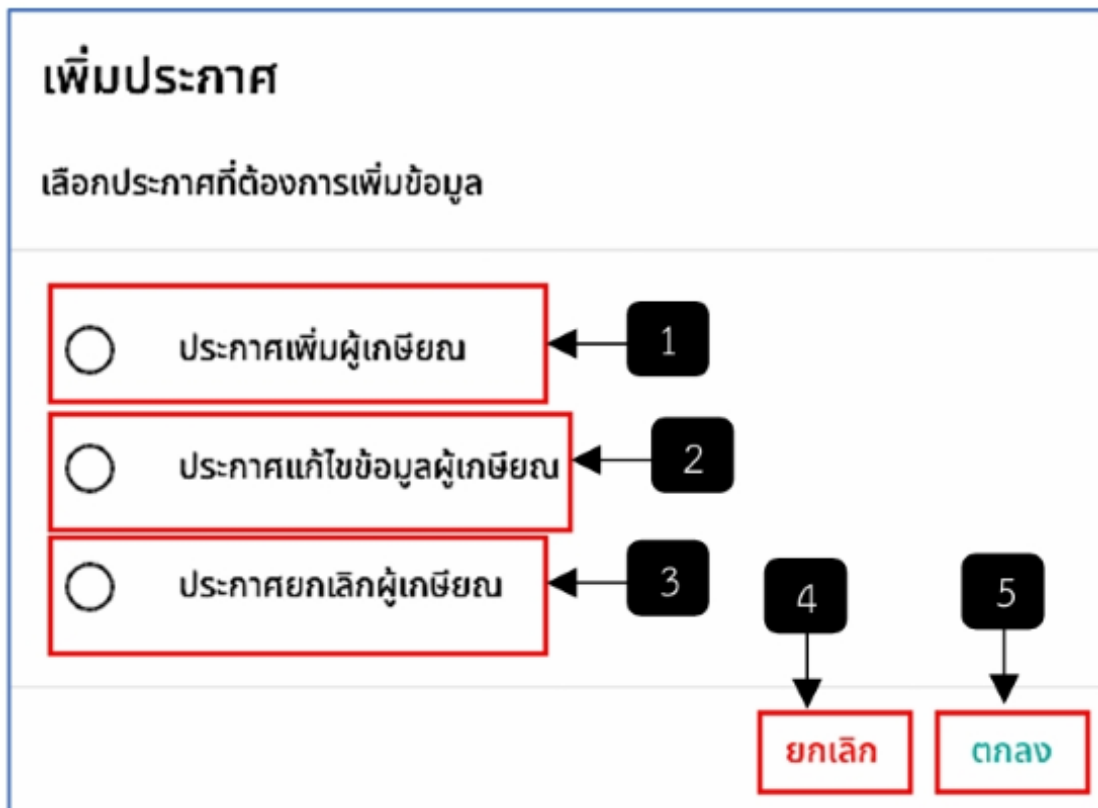 เพิ่มประกาศ
เลือกประกาศที่ต้องการเพิ่มข้อมูล
ประกาศเพิ่มผู้เกษียณ 1
ประกาศแก้ไขข้อมูลผู้เกษียณ 2
ประกาศยกเลิกผู้เกษียณ 3
4 5
ยกเลิก ตกลง